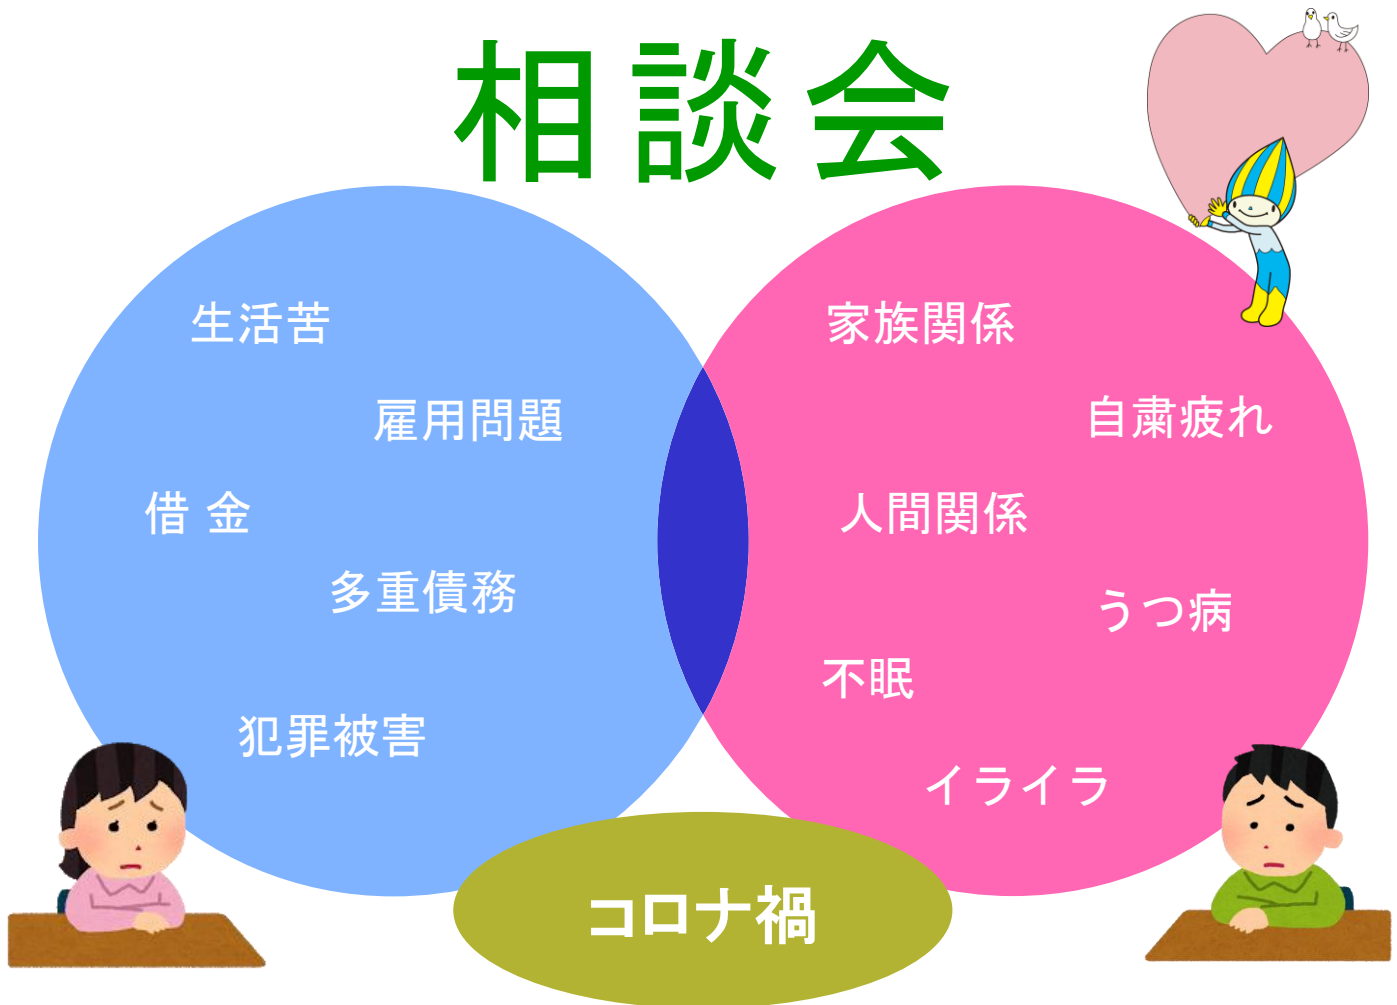 相談会
生活苦
雇用問題
借 金
多重債務
犯罪被害
家族関係
自粛疲れ
人間関係
うつ病
不眠
イライラ
コロナ禍